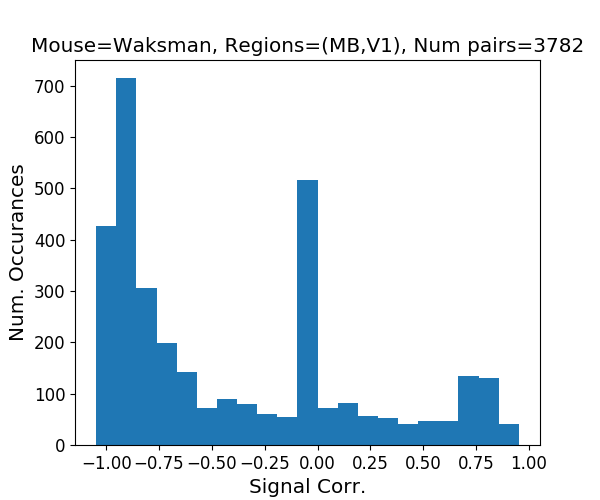 Mouse=Waksman, Regions=(MB,V1), Num pairs=3782
Num. Occurances
700
600
500
400
300
200
100
0
−1.00 −0.75 −0.50 −0.25 0.00 0.25 0.50 0.75 1.00
Signal Corr.